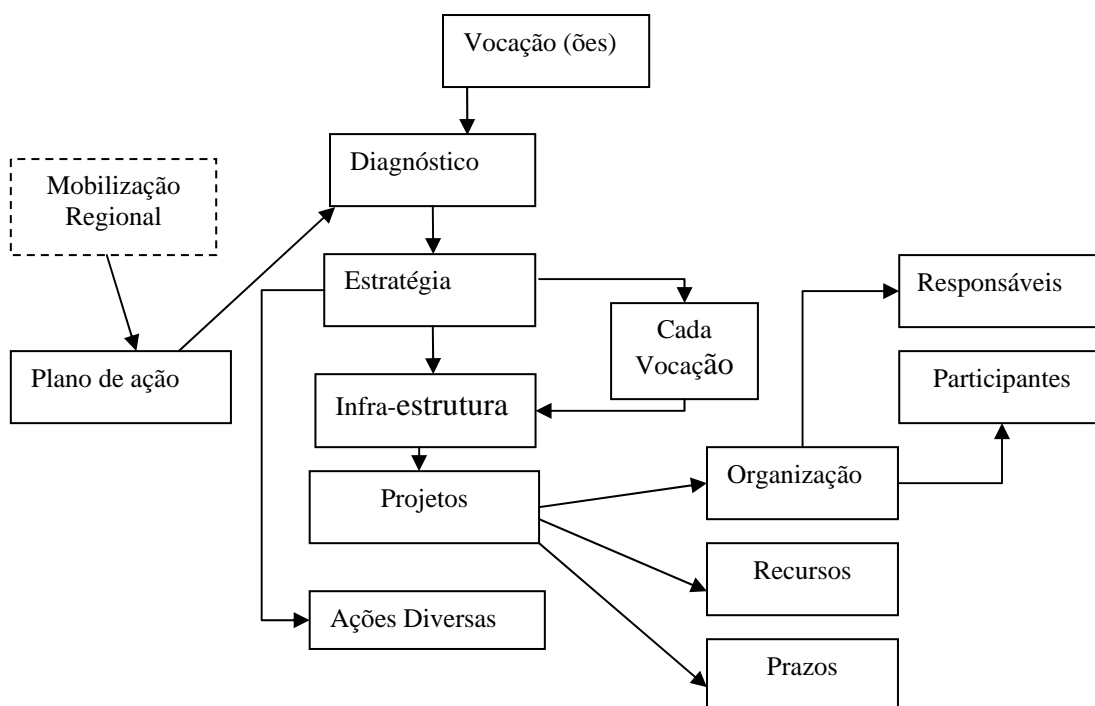 Vocação (ões)
Diagnóstico
Mobilização
Regional
Estratégia
Responsáveis
Cada
Vocação
Plano de ação
Participantes
Infra-estrutura
Organização
Projetos
Recursos
Ações Diversas
Prazos